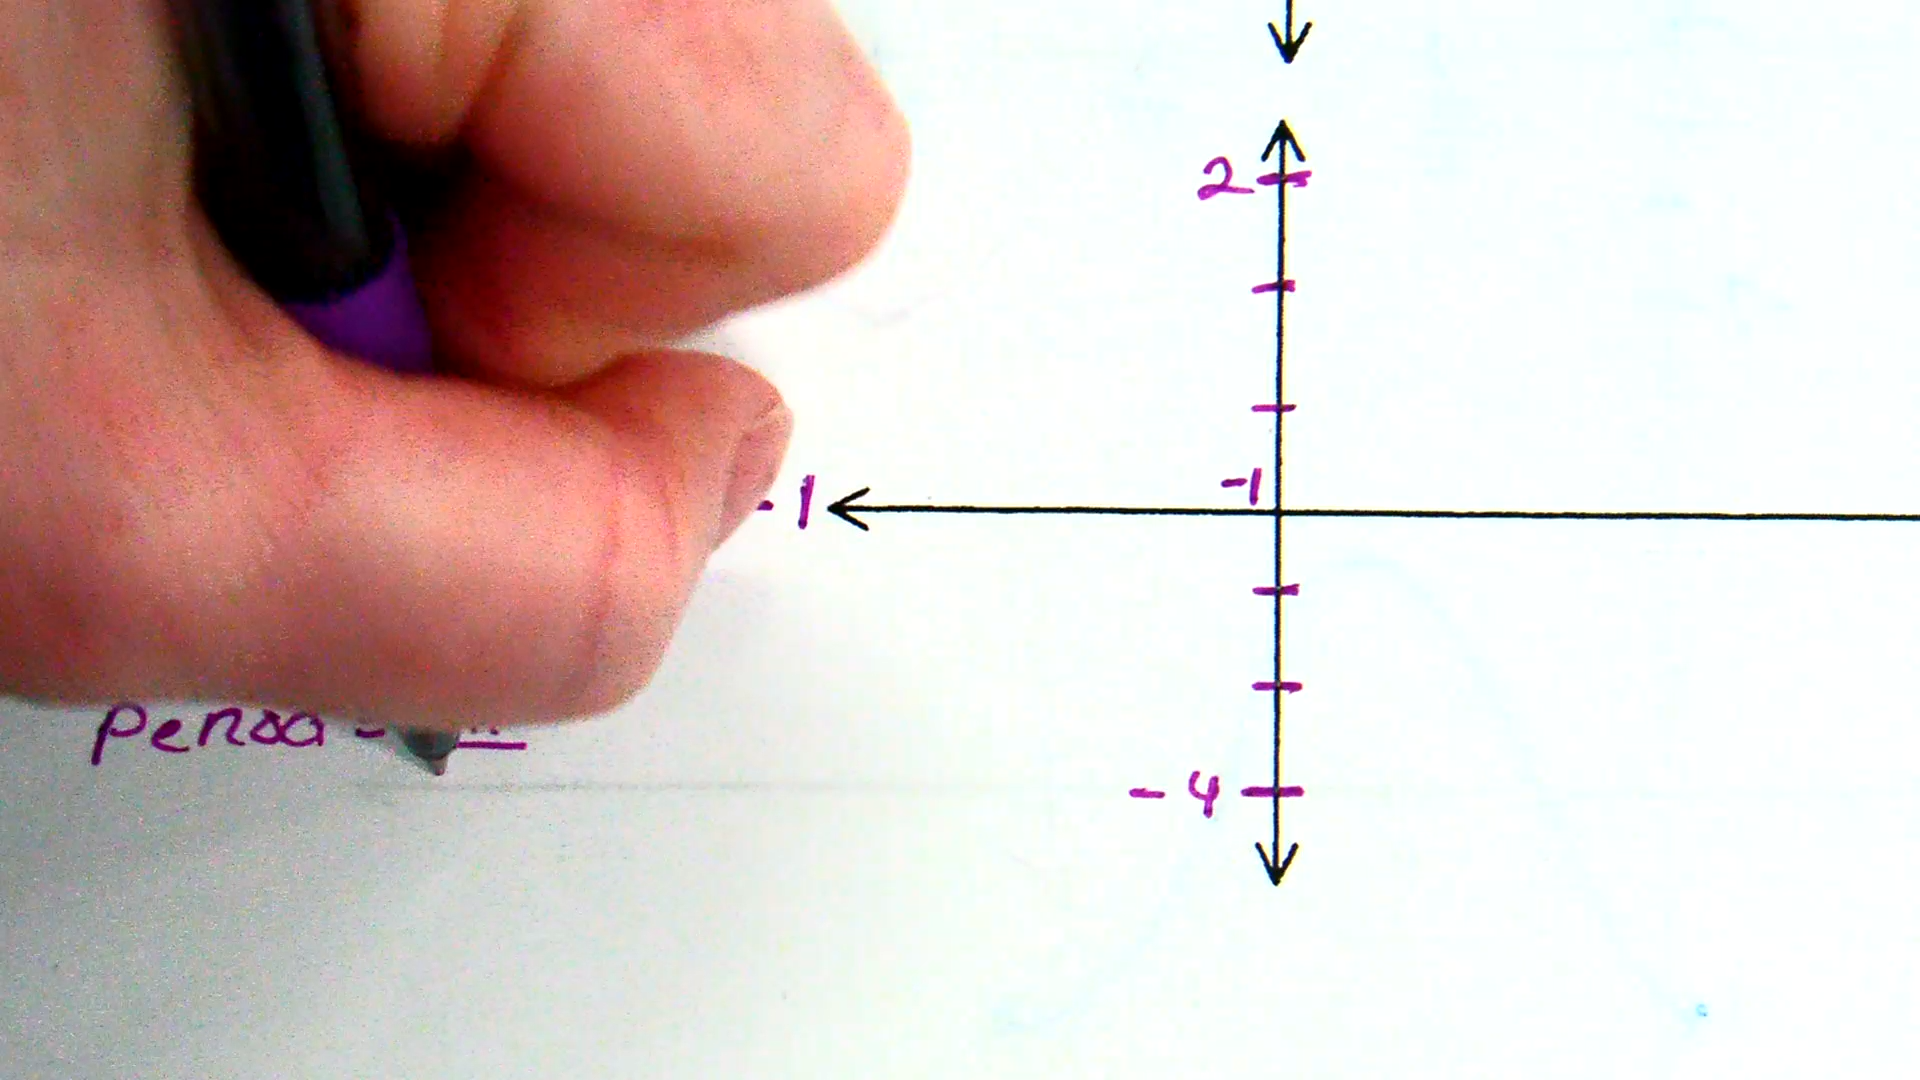 2
-1
-1
period =
-4